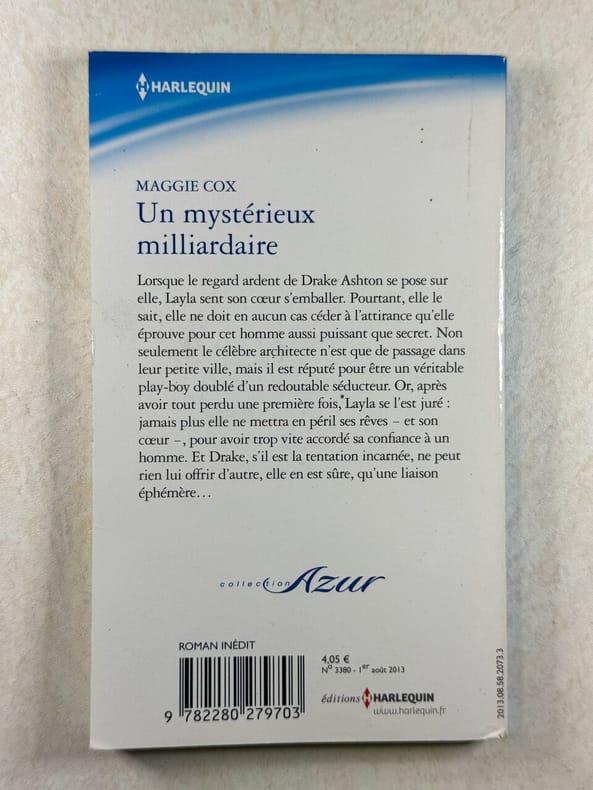 HARLEQUIN
MAGGIE COX
Un mystérieux
milliardaire
Lorsque le regard ardent de Drake Ashton se pose sur
elle, Layla sent son cœur s'emballer. Pourtant, elle le
sait, elle ne doit en aucun cas céder à l'attirance qu'elle
éprouve pour cet homme aussi puissant que secret. Non
seulement le célèbre architecte n'est que de passage dans
leur petite ville, mais il est réputé pour être un véritable
play-boy doublé d'un redoutable séducteur. Or, après
avoir tout perdu une première fois, Layla se l'est juré :
jamais plus elle ne mettra en péril ses rêves – et son
cœur –, pour avoir trop vite accordé sa confiance à un
homme. Et Drake, s'il est la tentation incarnée, ne peut
rien lui offrir d'autre, elle en est sûre, qu'une liaison
éphémère…
collection Azur
ROMAN INÉDIT
9 782280 279703
4,05 €
N° 3380 - 1er août 2013
éditions HARLEQUIN
www.harlequin.fr
2013.08.58.2073.3